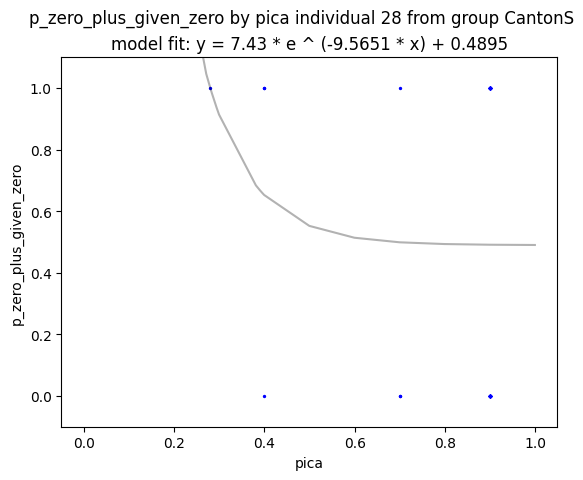 p_zero_plus_given_zero by pica individual 28 from group CantonS
model fit: y = 7.43 * e ^ (-9.5651 * x) + 0.4895
1.0
0.8
0.6
0.4
0.2
0.0
p_zero_plus_given_zero
0.0 0.2 0.4 0.6 0.8 1.0
pica